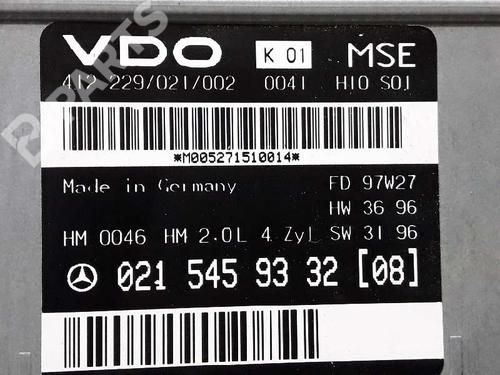 VDO K 01 MSE
412 229/021/002 0041 H10 S01
*M005271510014*
Made in Germany FD 97W27
HW 36 96
HM 0046 HM 2.0L 4 Zyl SW 31 96
021 545 93 32 [08]
B PARTS